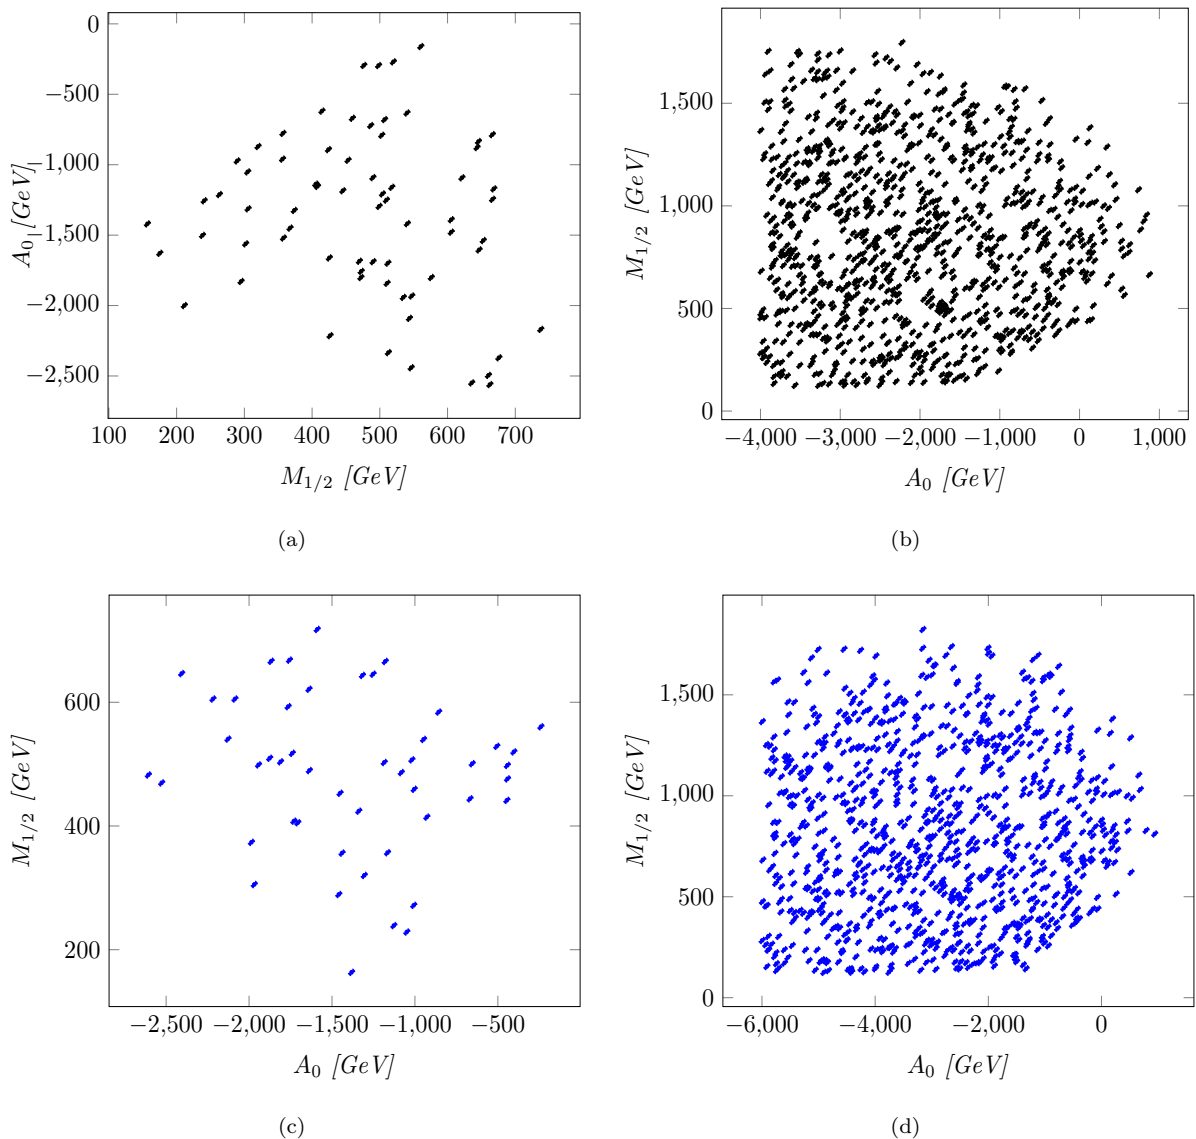 0
−500
−1,000
−1,500
−2,000
−2,500
A0 [GeV]
100 200 300 400 500 600 700
M1/2 [GeV]
(a)
1,500
1,000
500
0
M1/2 [GeV]
−4,000 −3,000 −2,000 −1,000 0 1,000
A0 [GeV]
(b)
600
400
200
M1/2 [GeV]
−2,500 −2,000 −1,500 −1,000 −500
A0 [GeV]
(c)
1,500
1,000
500
0
M1/2 [GeV]
−6,000 −4,000 −2,000 0
A0 [GeV]
(d)